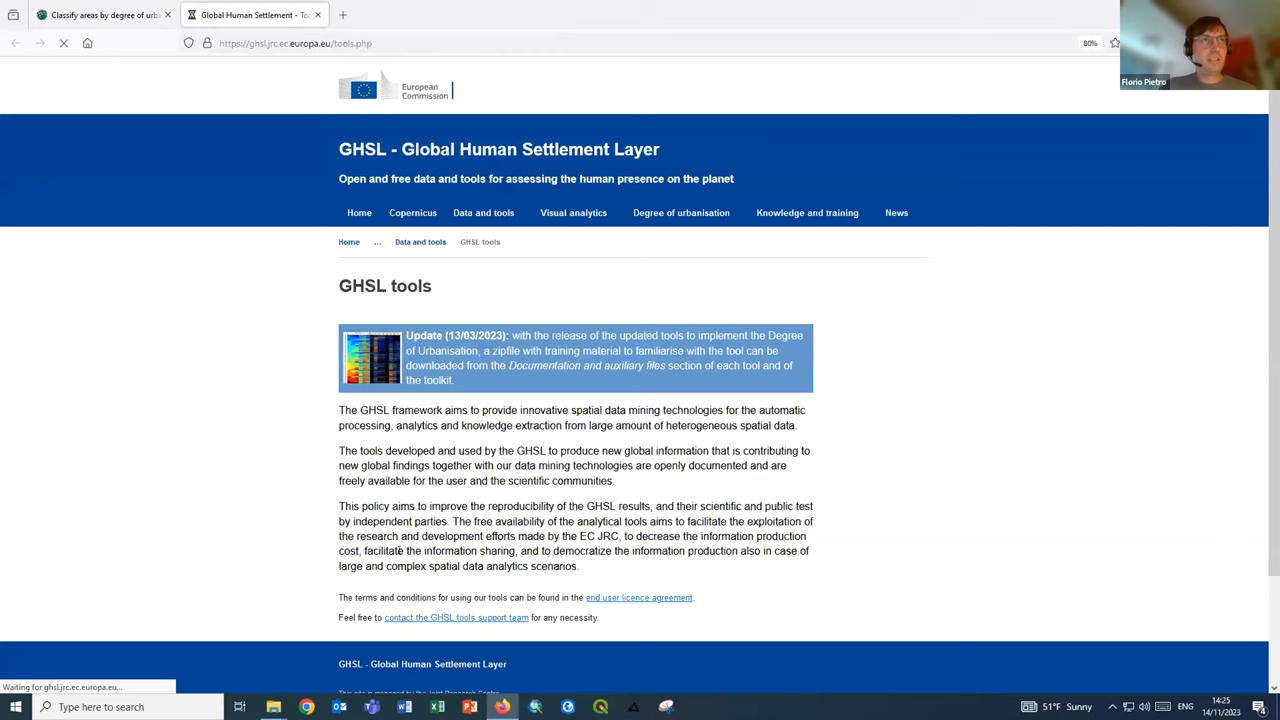 Classify areas by degree of urba
Global Human Settlement - Too
https://ghsl.jrc.ec.europa.eu/tools.php
80%
Florio Pietro
European
Commission
GHSL - Global Human Settlement Layer
Open and free data and tools for assessing the human presence on the planet
Home Copernicus Data and tools Visual analytics Degree of urbanisation Knowledge and training News
Home ... Data and tools GHSL tools
GHSL tools
Update (13/03/2023): with the release of the updated tools to implement the Degree
of Urbanisation, a zipfile with training material to familiarise with the tool can be
downloaded from the Documentation and auxiliary files section of each tool and of
the toolkit.
The GHSL framework aims to provide innovative spatial data mining technologies for the automatic
processing, analytics and knowledge extraction from large amount of heterogeneous spatial data.
The tools developed and used by the GHSL to produce new global information that is contributing to
new global findings together with our data mining technologies are openly documented and are
freely available for the user and the scientific communities.
This policy aims to improve the reproducibility of the GHSL results, and their scientific and public test
by independent parties. The free availability of the analytical tools aims to facilitate the exploitation of
the research and development efforts made by the EC JRC, to decrease the information production
cost, facilitate the information sharing, and to democratize the information production also in case of
large and complex spatial data analytics scenarios.
The terms and conditions for using our tools can be found in the end user licence agreement.
Feel free to contact the GHSL tools support team for any necessity.
GHSL - Global Human Settlement Layer
This site is managed by the Joint Research Centre
Waiting for ghsl.jrc.ec.europa.eu...
Type here to search
51°F Sunny
ENG
14:25
14/11/2023
4